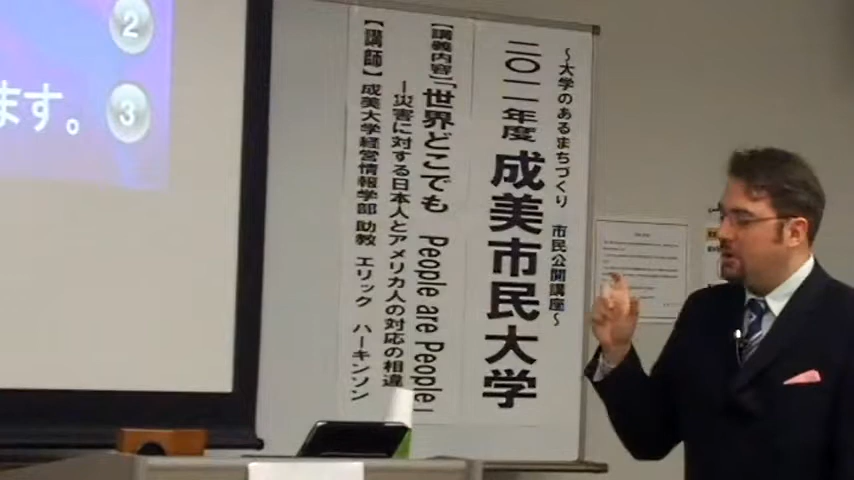 ～大学のあるまちづくり 市民公開講座～
二〇一一年度 成美市民大学
【講義内容】「世界どこでも People are People」
ー災害に対する日本人とアメリカ人の対応の相違ー
【講師】成美大学経営情報学部 助教 エリック ハーキンソン
②
ます。
③